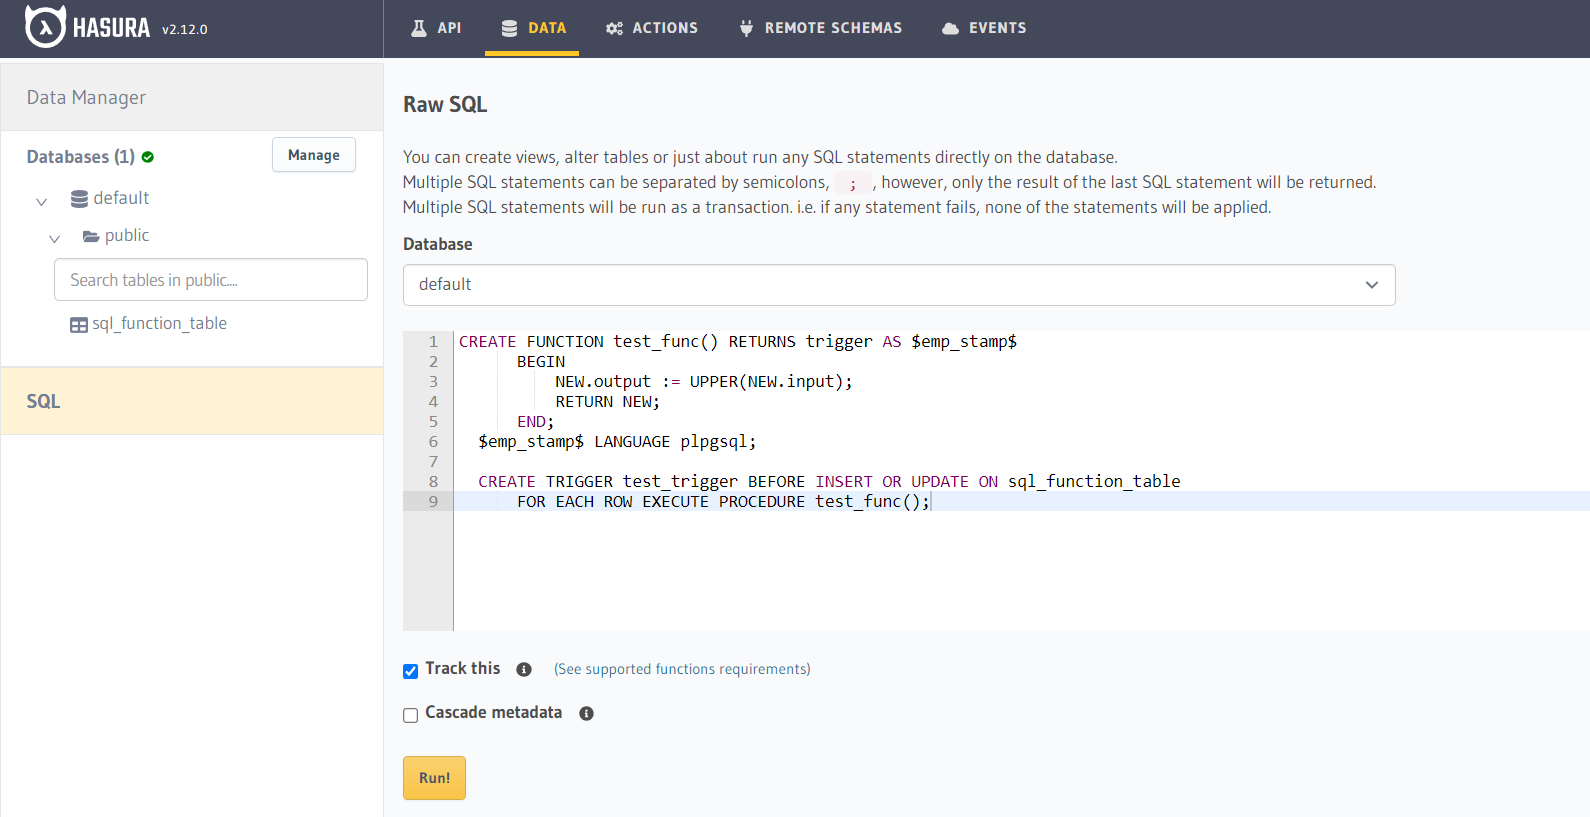 HASURA v2.12.0
API DATA ACTIONS REMOTE SCHEMAS EVENTS
Data Manager
Databases (1)
Manage
default
public
Search tables in public....
sql_function_table
SQL
Raw SQL
You can create views, alter tables or just about run any SQL statements directly on the database.
Multiple SQL statements can be separated by semicolons, ; , however, only the result of the last SQL statement will be returned.
Multiple SQL statements will be run as a transaction. i.e. if any statement fails, none of the statements will be applied.
Database
default
1 CREATE FUNCTION test_func() RETURNS trigger AS $emp_stamp$
2 BEGIN
3 NEW.output := UPPER(NEW.input);
4 RETURN NEW;
5 END;
6 $emp_stamp$ LANGUAGE plpgsql;
7
8 CREATE TRIGGER test_trigger BEFORE INSERT OR UPDATE ON sql_function_table
9 FOR EACH ROW EXECUTE PROCEDURE test_func();
Track this (See supported functions requirements)
Cascade metadata
Run!